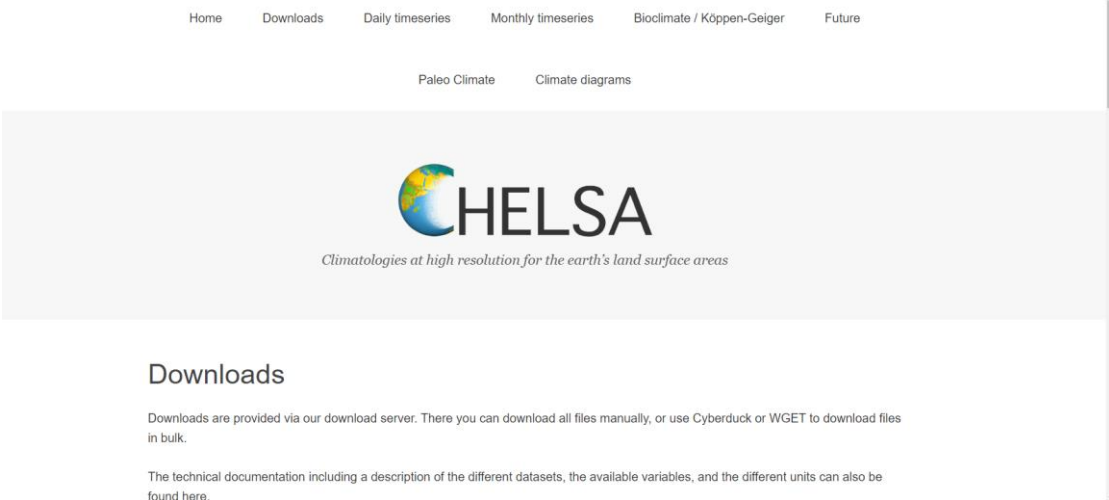 Home Downloads Daily timeseries Monthly timeseries Bioclimate / Köppen-Geiger Future
Paleo Climate Climate diagrams
CHELSA
Climatologies at high resolution for the earth's land surface areas
Downloads
Downloads are provided via our download server. There you can download all files manually, or use Cyberduck or WGET to download files
in bulk.
The technical documentation including a description of the different datasets, the available variables, and the different units can also be
found here.